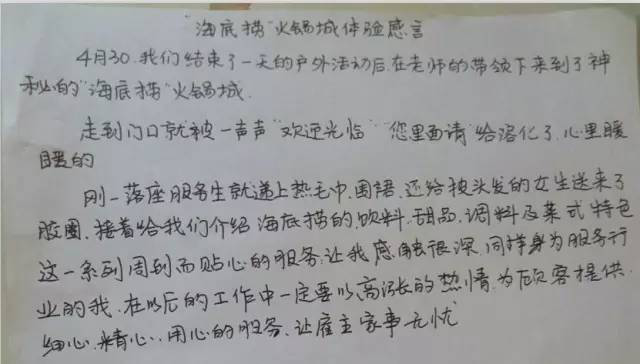 "海底捞"火锅城体验感言
4月30.我们结束了一天的户外活动后.在老师的带领下来到了神
秘的"海底捞"火锅城.
走到门口就被一声声"欢迎光临""您里面请"给溶化了.心里暖
暖的
刚一落座服务生就递上热毛巾.围裙.还给披头发的女生送来了
胶圈.接着给我们介绍海底捞的.饮料.甜品.调料及菜式特色
这一系列周到而贴心的服务.让我感触很深.同样身为服务行
业的我.在以后的工作中一定要以高涨的热情.为顾客提供.
细心.精心.用心的服务.让雇主家事无忧